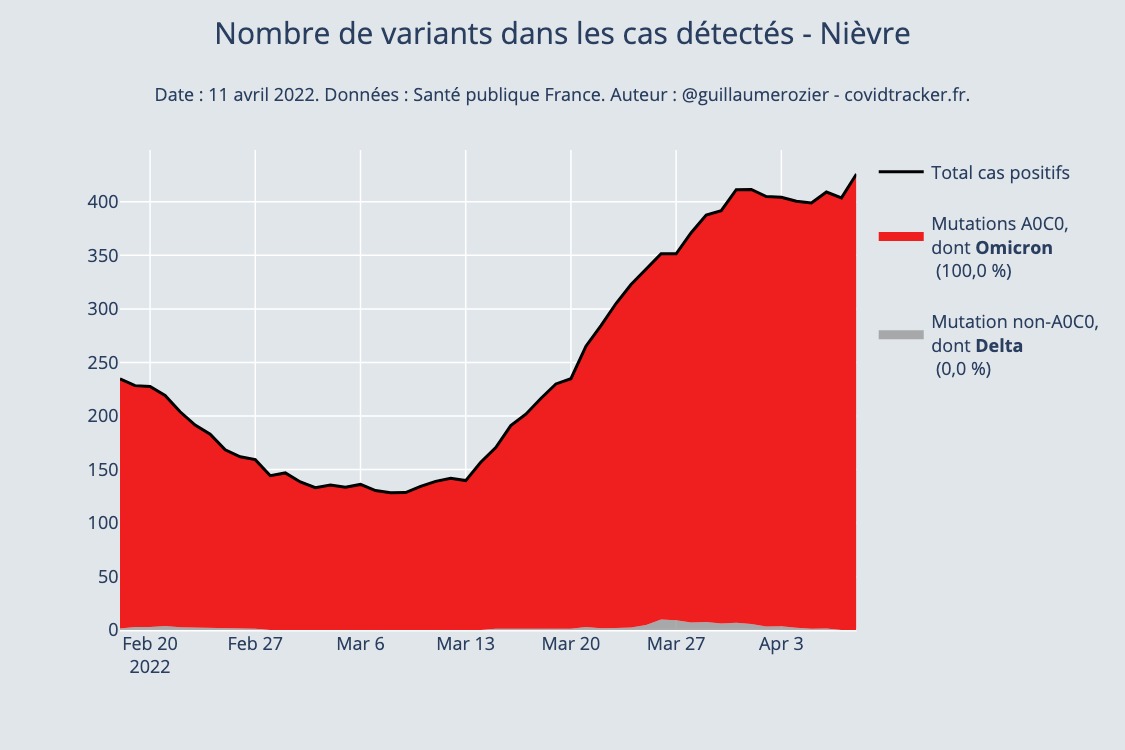 Nombre de variants dans les cas détectés - Nièvre
Date : 11 avril 2022. Données : Santé publique France. Auteur : @guillaumerozier - covidtracker.fr.
Total cas positifs
Mutations A0C0,
dont Omicron
(100,0 %)
Mutation non-A0C0,
dont Delta
(0,0 %)
400
350
300
250
200
150
100
50
0
Feb 20 Feb 27 Mar 6 Mar 13 Mar 20 Mar 27 Apr 3
2022